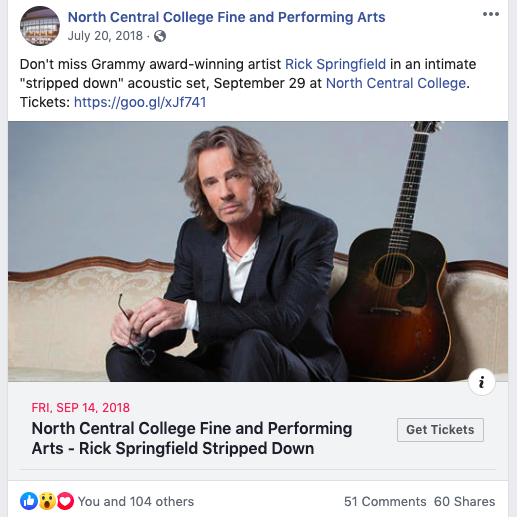 North Central College Fine and Performing Arts
July 20, 2018 ·
Don't miss Grammy award-winning artist Rick Springfield in an intimate
"stripped down" acoustic set, September 29 at North Central College.
Tickets: https://goo.gl/xJf741
FRI, SEP 14, 2018
North Central College Fine and Performing
Arts - Rick Springfield Stripped Down
Get Tickets
You and 104 others
51 Comments 60 Shares